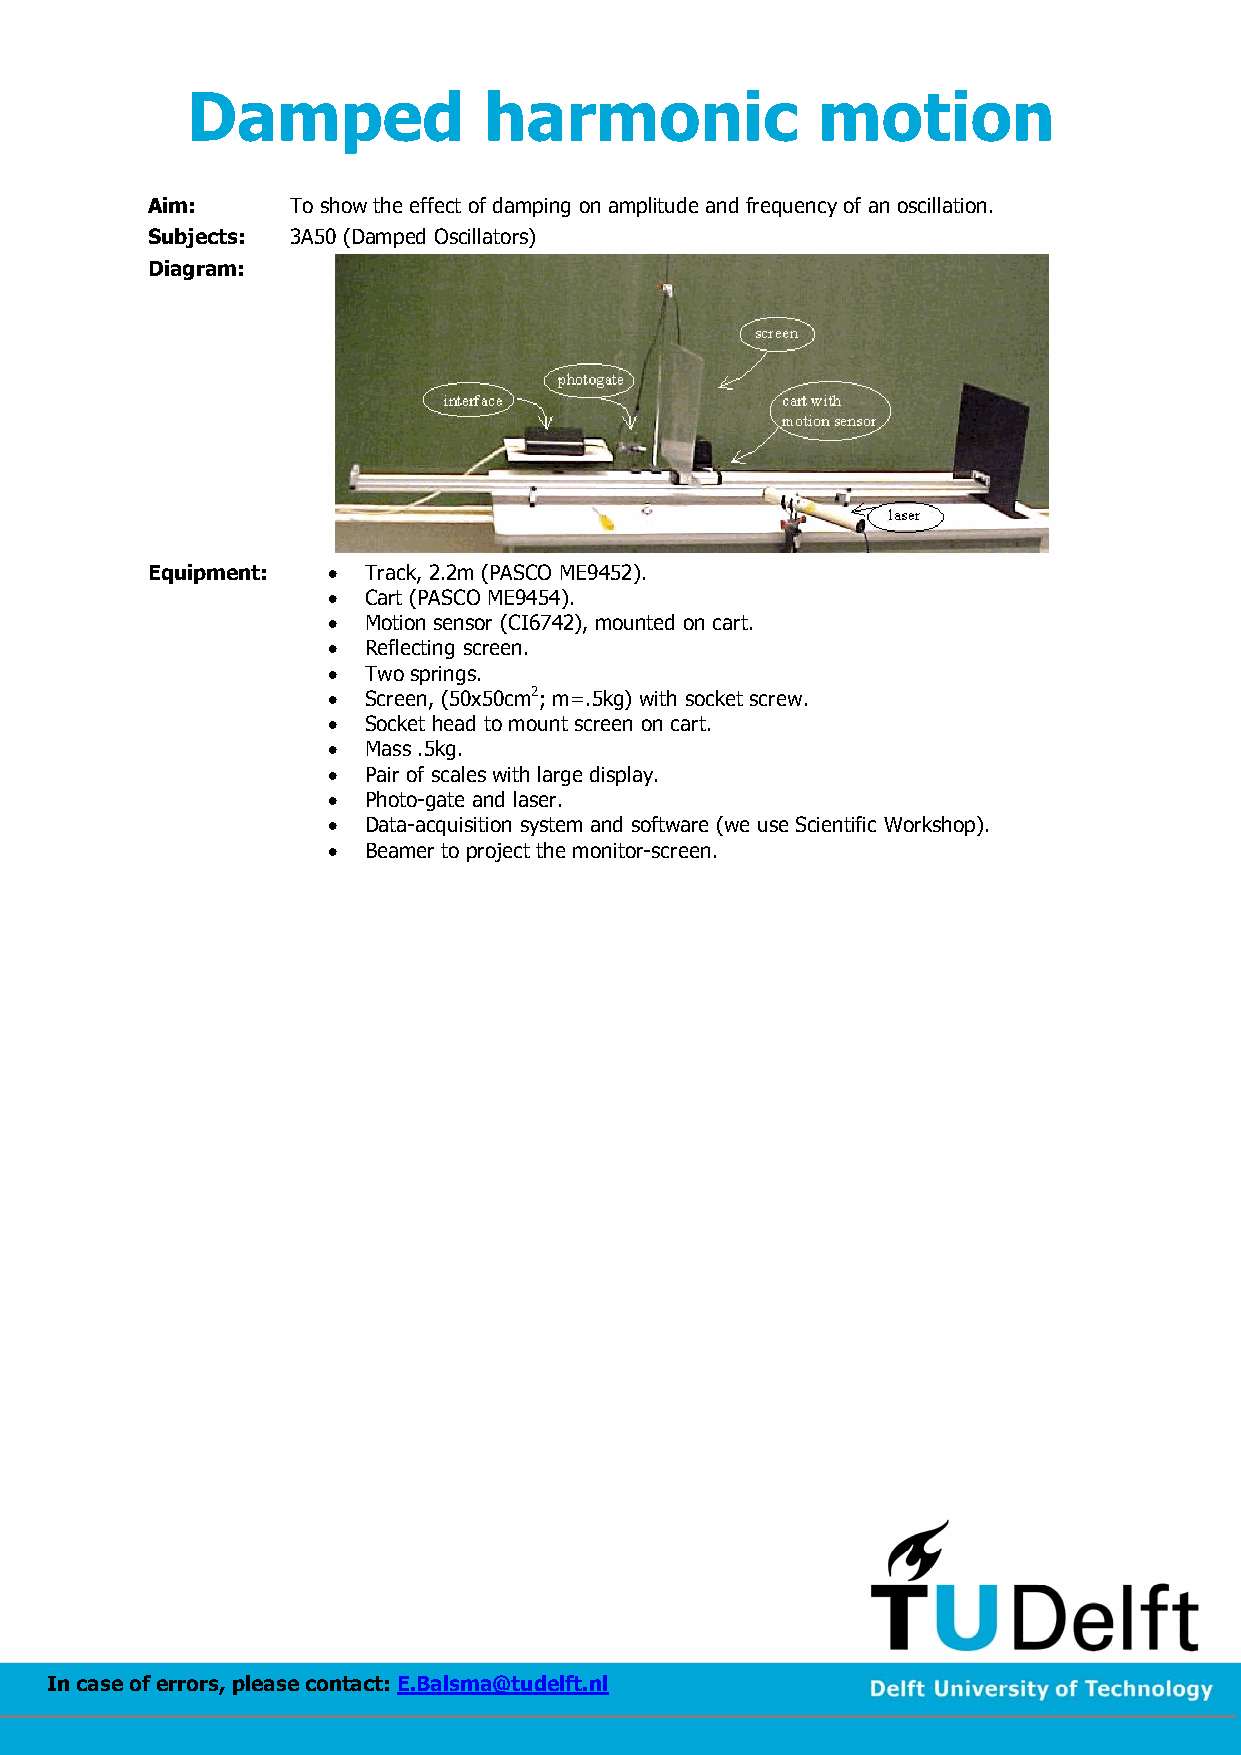 Damped harmonic motion
Aim: To show the effect of damping on amplitude and frequency of an oscillation.
Subjects: 3A50 (Damped Oscillators)
Diagram:
screen
photogate
interface
cart with
motion sensor
laser
Equipment: • Track, 2.2m (PASCO ME9452).
• Cart (PASCO ME9454).
• Motion sensor (CI6742), mounted on cart.
• Reflecting screen.
• Two springs.
• Screen, (50x50cm²; m=.5kg) with socket screw.
• Socket head to mount screen on cart.
• Mass .5kg.
• Pair of scales with large display.
• Photo-gate and laser.
• Data-acquisition system and software (we use Scientific Workshop).
• Beamer to project the monitor-screen.
TUDelft
In case of errors, please contact: E.Balsma@tudelft.nl
Delft University of Technology